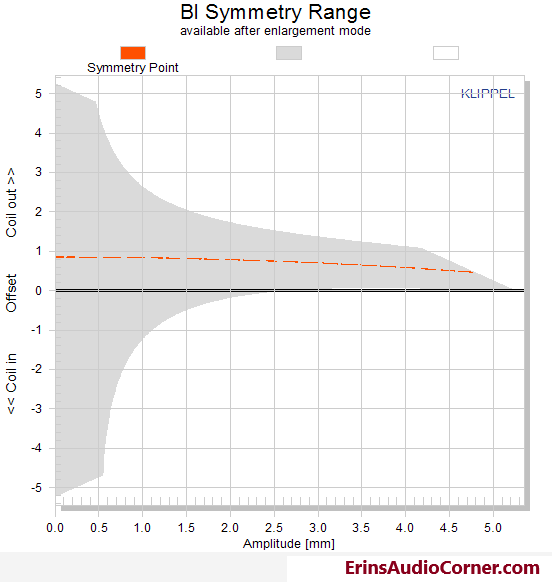 Bl Symmetry Range
available after enlargement mode
Symmetry Point
KLIPPEL
5
4
3
2
1
0
-1
-2
-3
-4
-5
<< Coil in Offset Coil out >>
0.0 0.5 1.0 1.5 2.0 2.5 3.0 3.5 4.0 4.5 5.0
Amplitude [mm]
ErinsAudioCorner.com